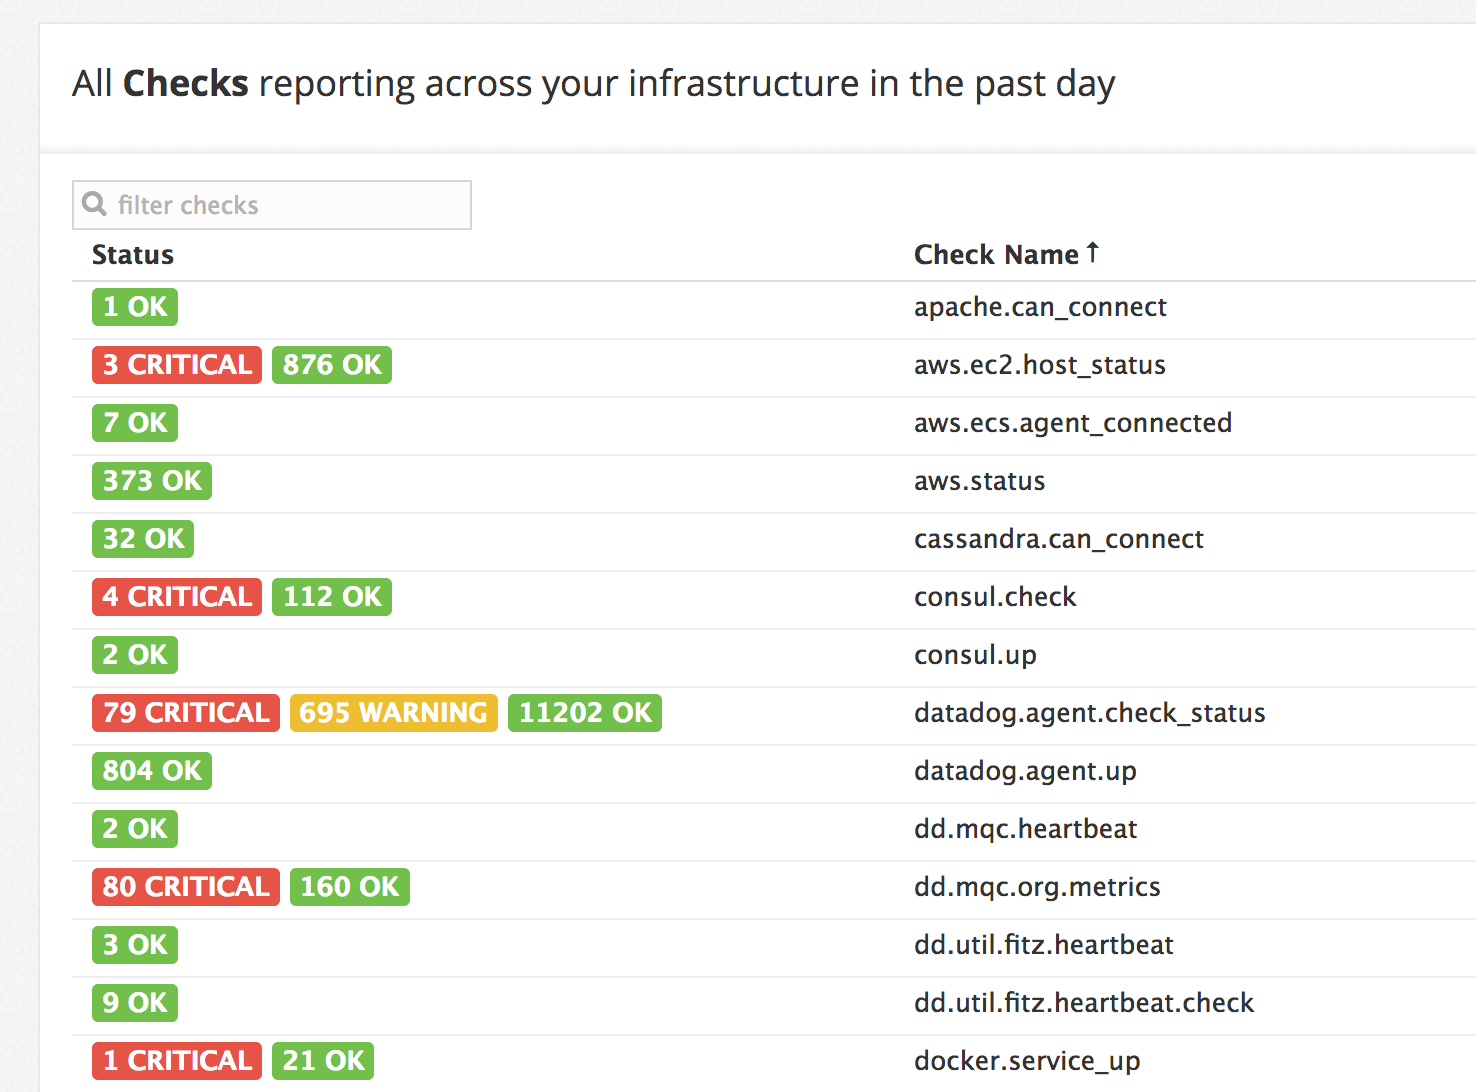 All Checks reporting across your infrastructure in the past day
filter checks
Status Check Name ↑
1 OK apache.can_connect
3 CRITICAL 876 OK aws.ec2.host_status
7 OK aws.ecs.agent_connected
373 OK aws.status
32 OK cassandra.can_connect
4 CRITICAL 112 OK consul.check
2 OK consul.up
79 CRITICAL 695 WARNING 11202 OK datadog.agent.check_status
804 OK datadog.agent.up
2 OK dd.mqc.heartbeat
80 CRITICAL 160 OK dd.mqc.org.metrics
3 OK dd.util.fitz.heartbeat
9 OK dd.util.fitz.heartbeat.check
1 CRITICAL 21 OK docker.service_up